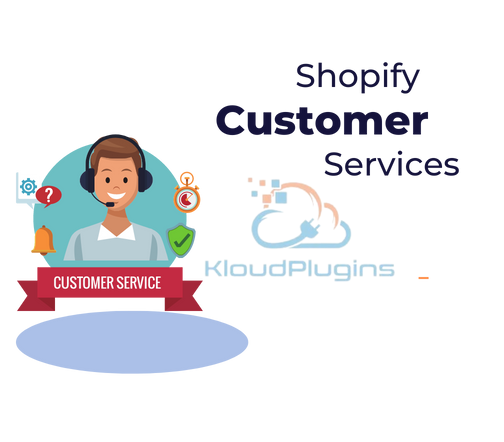 Shopify
Customer
Services
?
KloudPlugins
CUSTOMER SERVICE